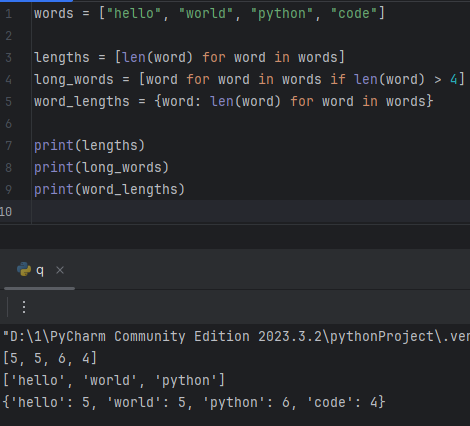 1 words = ["hello", "world", "python", "code"]
2
3 lengths = [len(word) for word in words]
4 long_words = [word for word in words if len(word) > 4]
5 word_lengths = {word: len(word) for word in words}
6
7 print(lengths)
8 print(long_words)
9 print(word_lengths)
10
q ×
"D:\1\PyCharm Community Edition 2023.3.2\pythonProject\.ven
[5, 5, 6, 4]
['hello', 'world', 'python']
{'hello': 5, 'world': 5, 'python': 6, 'code': 4}